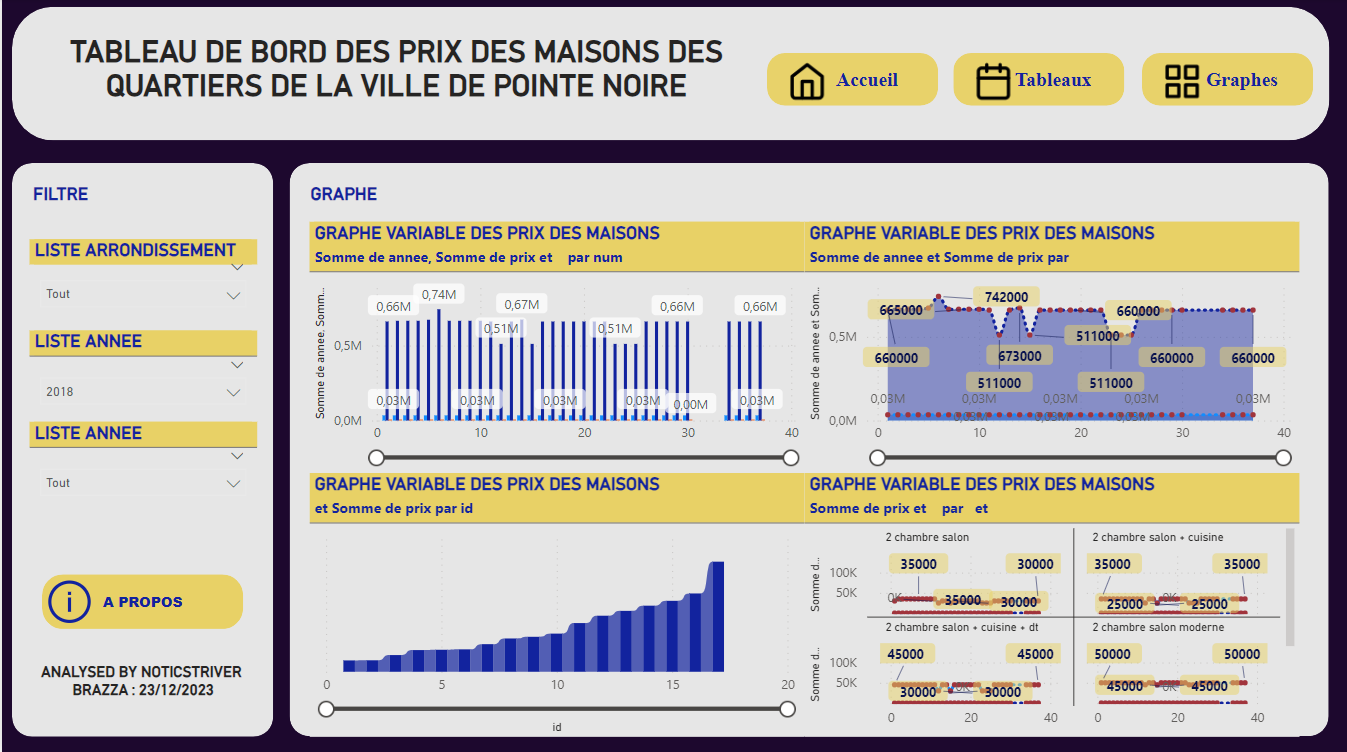 TABLEAU DE BORD DES PRIX DES MAISONS DES
QUARTIERS DE LA VILLE DE POINTE NOIRE
Accueil
Tableaux
Graphes
FILTRE
LISTE ARRONDISSEMENT
Tout
LISTE ANNEE
2018
LISTE ANNEE
Tout
A PROPOS
ANALYSED BY NOTICSTRIVER
BRAZZA : 23/12/2023
GRAPHE
GRAPHE VARIABLE DES PRIX DES MAISONS
Somme de annee, Somme de prix et par num
Somme de annee, Somm...
0,5M
0,0M
0,66M
0,74M
0,67M
0,66M
0,66M
0,51M
0,51M
0,03M
0,03M
0,03M
0,03M
0,00M
0,03M
0 10 20 30 40
GRAPHE VARIABLE DES PRIX DES MAISONS
Somme de annee et Somme de prix par
Somme de annee et Som...
0,5M
0,0M
665000
742000
660000
511000
660000
673000
660000
660000
511000
511000
0,03M
0,03M
0,03M
0,03M
0,03M
0 10 20 30 40
GRAPHE VARIABLE DES PRIX DES MAISONS
et Somme de prix par id
0 5 10 15 20
id
GRAPHE VARIABLE DES PRIX DES MAISONS
Somme de prix et par et
2 chambre salon
2 chambre salon + cuisine
Somme d...
100K
50K
35000
30000
0K
35000
30000
35000
35000
0K
25000
25000
2 chambre salon + cuisine + dt
2 chambre salon moderne
Somme d...
100K
50K
45000
45000
30000
0K
30000
50000
50000
45000
0K
45000
0 20 40
0 20 40